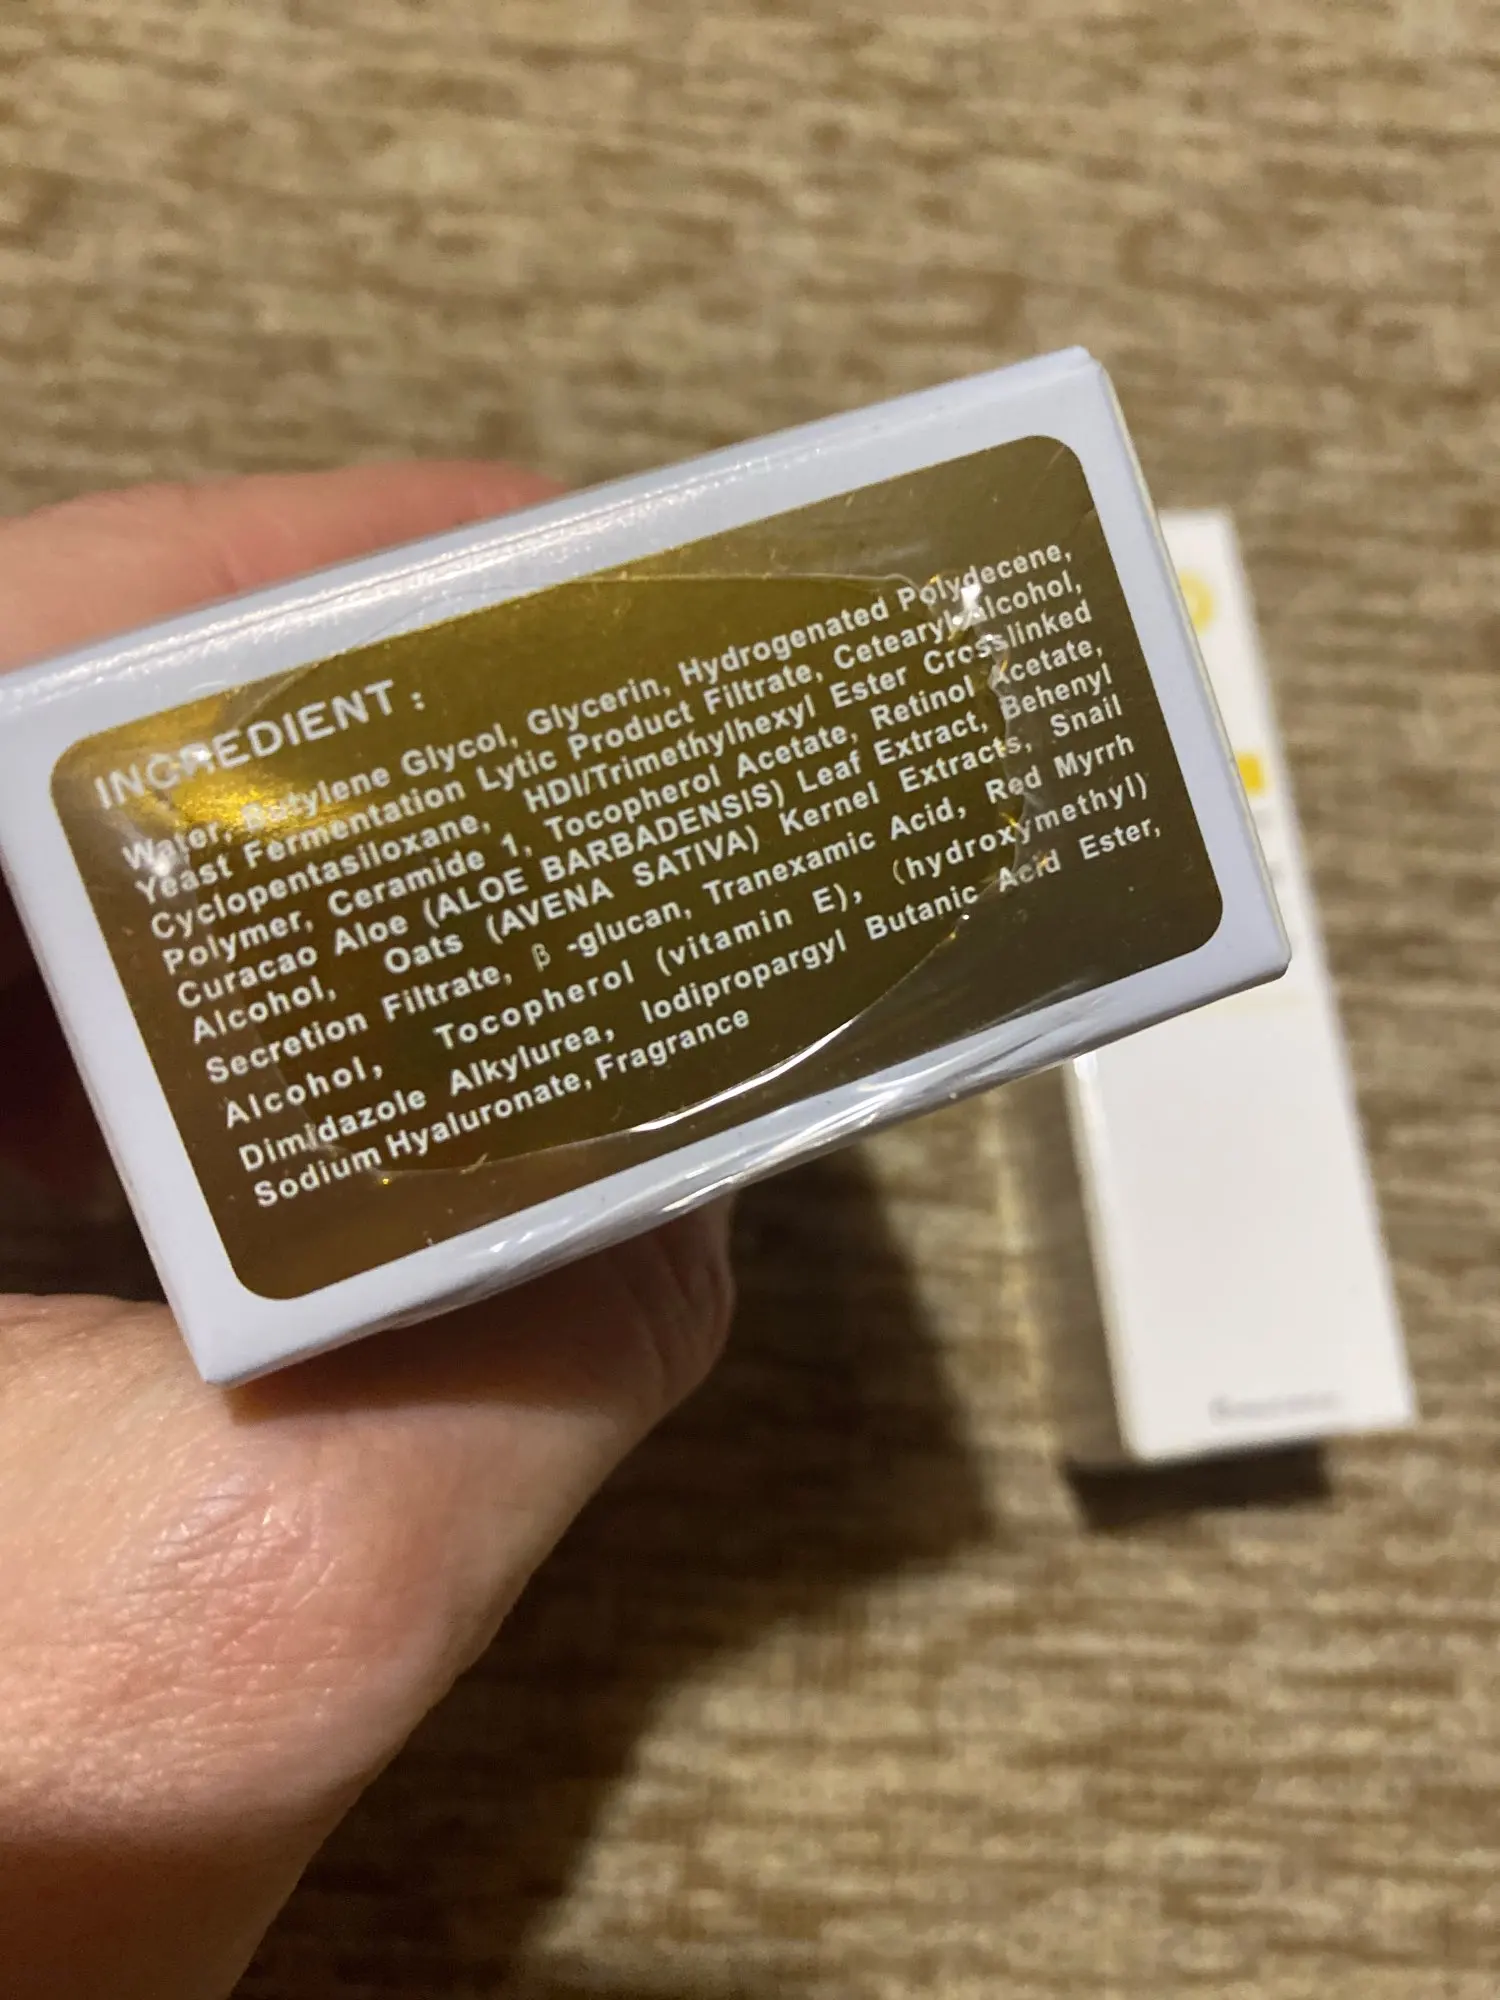 INGREDIENT :
Water, Butylene Glycol, Glycerin, Hydrogenated Polydecene,
Yeast Fermentation Lytic Product Filtrate, Cetearyl Alcohol,
Cyclopentasiloxane, HDI/Trimethylhexyl Ester Crosslinked
Polymer, Ceramide 1, Tocopherol Acetate, Retinol Acetate,
Curacao Aloe (ALOE BARBADENSIS) Leaf Extract, Behenyl
Alcohol, Oats (AVENA SATIVA) Kernel Extracts, Snail
Secretion Filtrate, β -glucan, Tranexamic Acid, Red Myrrh
Alcohol, Tocopherol (vitamin E), (hydroxymethyl)
Dimidazole Alkylurea, Iodipropargyl Butanic Acid Ester,
Sodium Hyaluronate, Fragrance